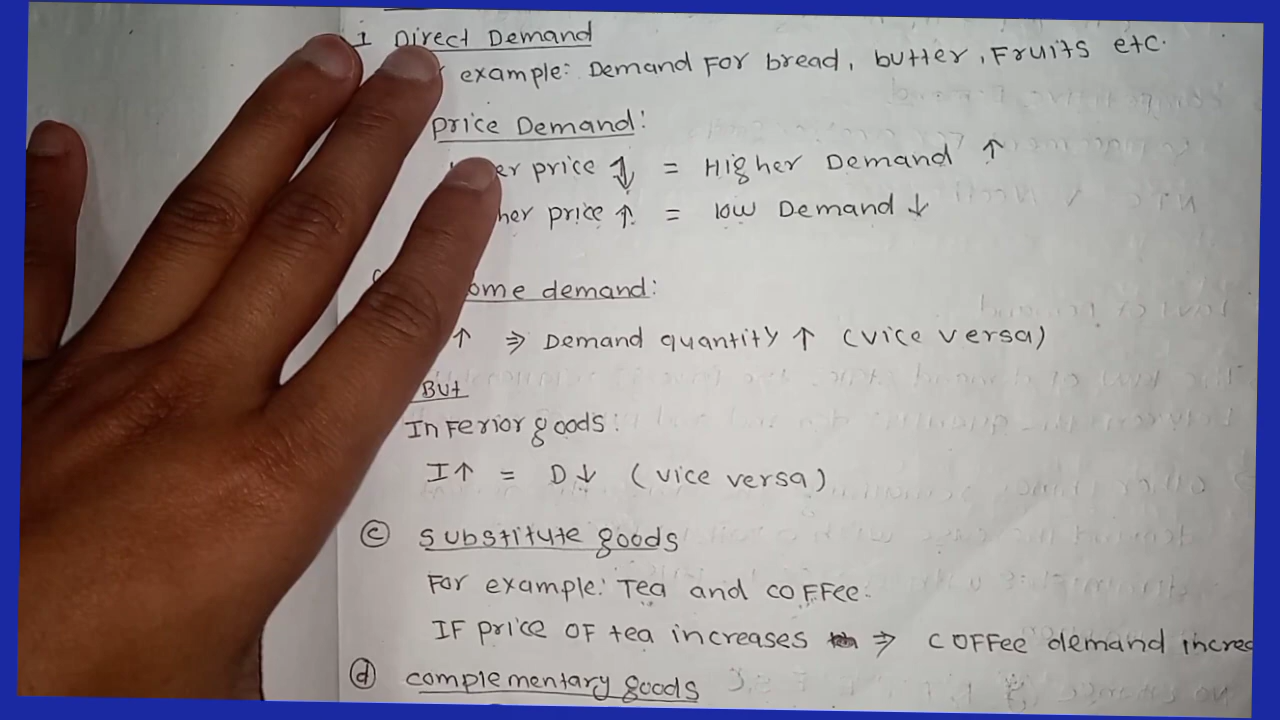 1 Direct Demand
example: Demand For bread, butter, Fruits etc.
price Demand:
price ↓ = Higher Demand ↑
price ↑ = low Demand ↓
demand:
↑ ⇒ Demand quantity ↑ (vice versa)
But
Inferior goods:
I↑ = D↓ (vice versa)
(c) substitute goods
For example: Tea and coFFee.
IF price OF tea increases ⇒ coFFee demand
(d) complementary goods